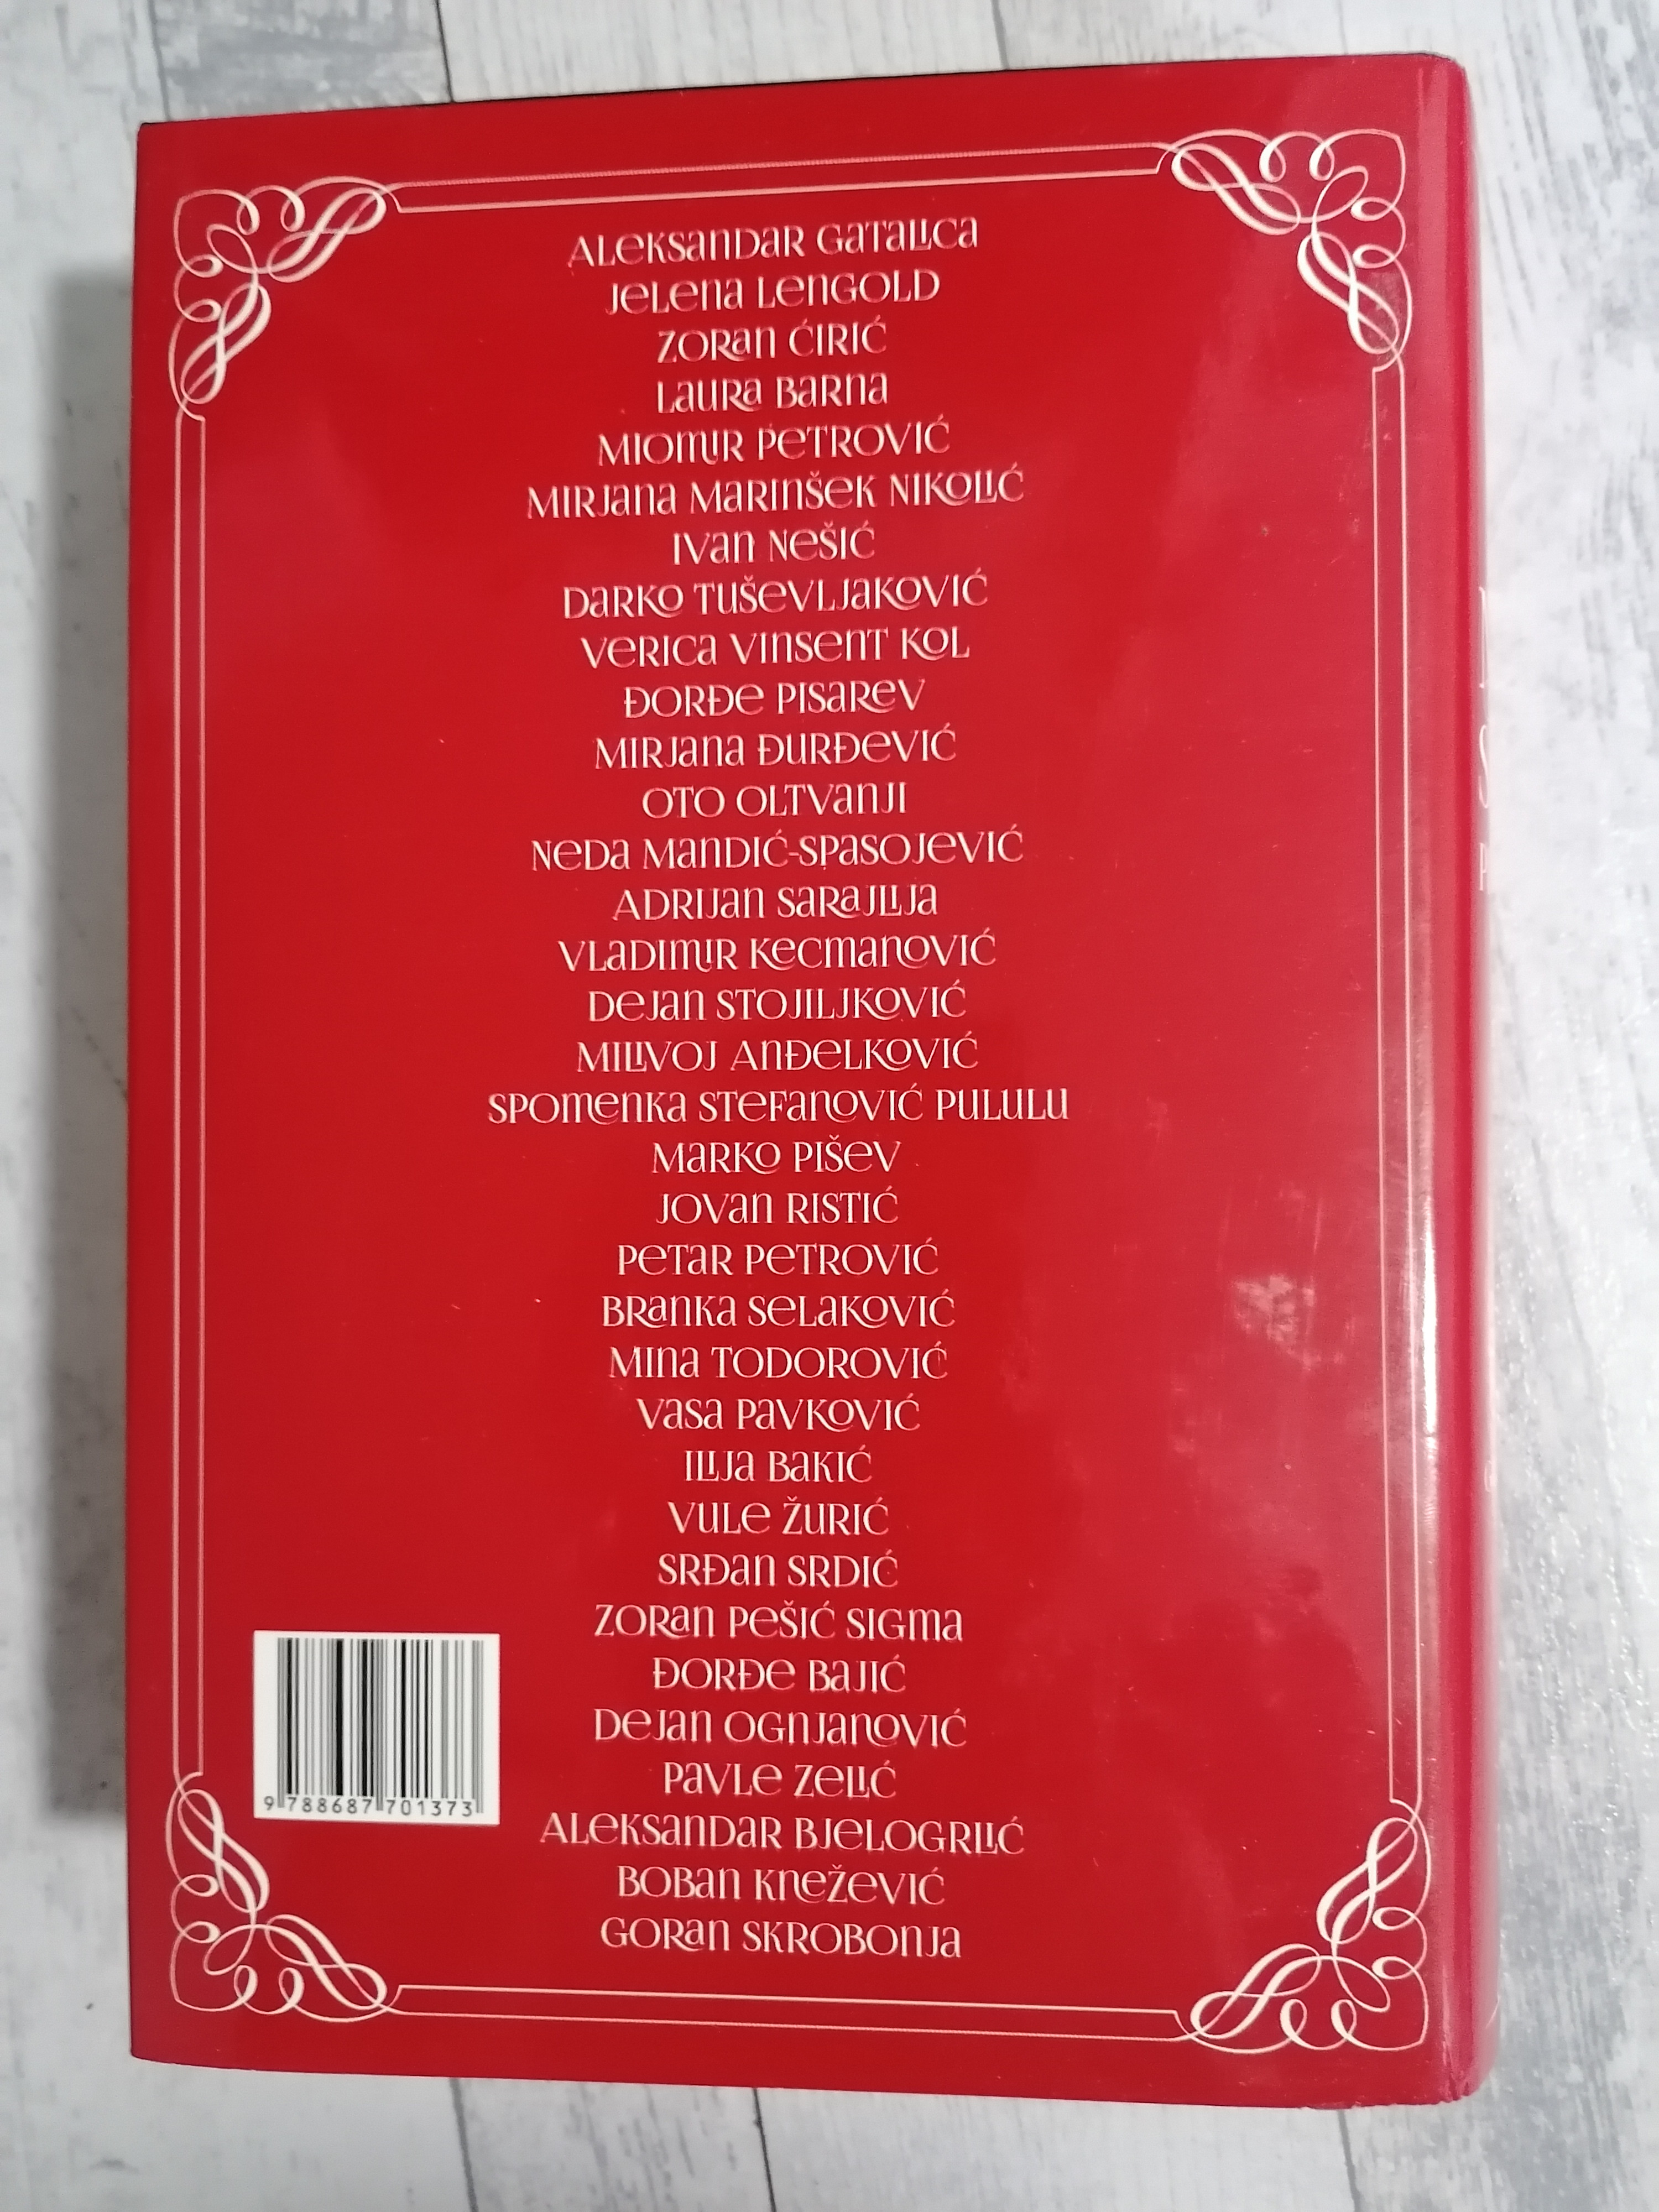 ALEKSANDAR GATALICA
JELENA LENGOLD
ZORAN ĆIRIĆ
LAURA BARNA
MIOMIR PETROVIĆ
MIRJANA MARINŠEK NIKOLIĆ
IVAN NEŠIĆ
DARKO TUŠEVLJAKOVIĆ
VERICA VINSENT KOL
ĐORĐE PISAREV
MIRJANA ĐURĐEVIĆ
OTO OLTVANJI
NEDA MANDIĆ-SPASOJEVIĆ
ADRIJAN SARAJLIJA
VLADIMIR KECMANOVIĆ
DEJAN STOJILJKOVIĆ
MILIVOJ ANĐELKOVIĆ
SPOMENKA STEFANOVIĆ PULULU
MARKO PIŠEV
JOVAN RISTIĆ
PETAR PETROVIĆ
BRANKA SELAKOVIĆ
MINA TODOROVIĆ
VASA PAVKOVIĆ
ILIJA BAKIĆ
VULE ŽURIĆ
SRĐAN SRDIĆ
ZORAN PEŠIĆ SIGMA
ĐORĐE BAJIĆ
DEJAN OGNJANOVIĆ
PAVLE ZELIĆ
ALEKSANDAR BJELOGRLIĆ
BOBAN KNEŽEVIĆ
GORAN SKROBONJA
9 788687 701373